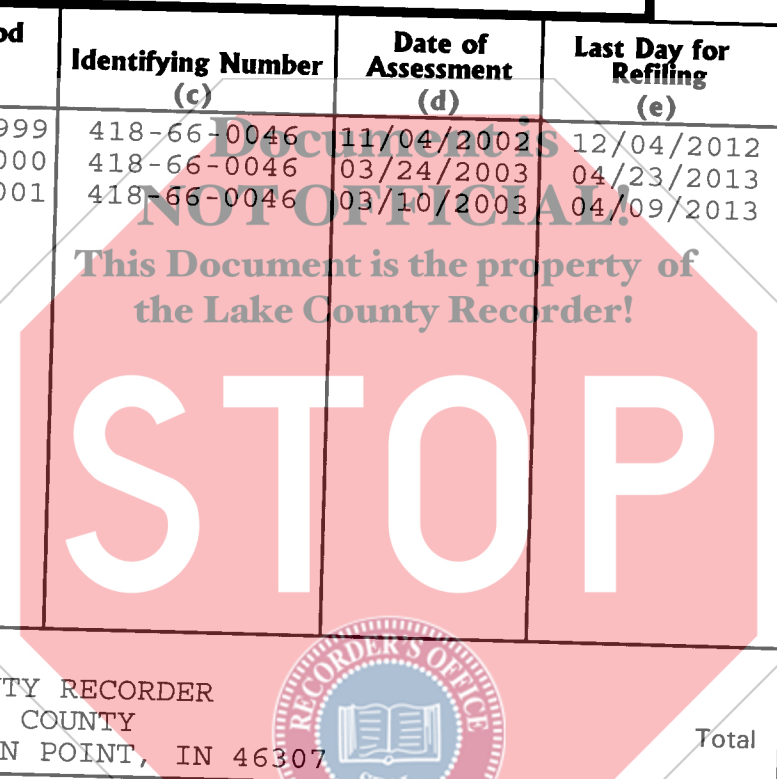 od Identifying Number Date of Assessment Last Day for Refiling
(c) (d) (e)
999 418-66-0046 11/04/2002 12/04/2012
000 418-66-0046 03/24/2003 04/23/2013
001 418-66-0046 03/10/2003 04/09/2013
Document is
NOT OFFICIAL!
This Document is the property of
the Lake County Recorder!
STOP
RECORDER'S OFFICE
TY RECORDER
COUNTY
N POINT, IN 46307
Total